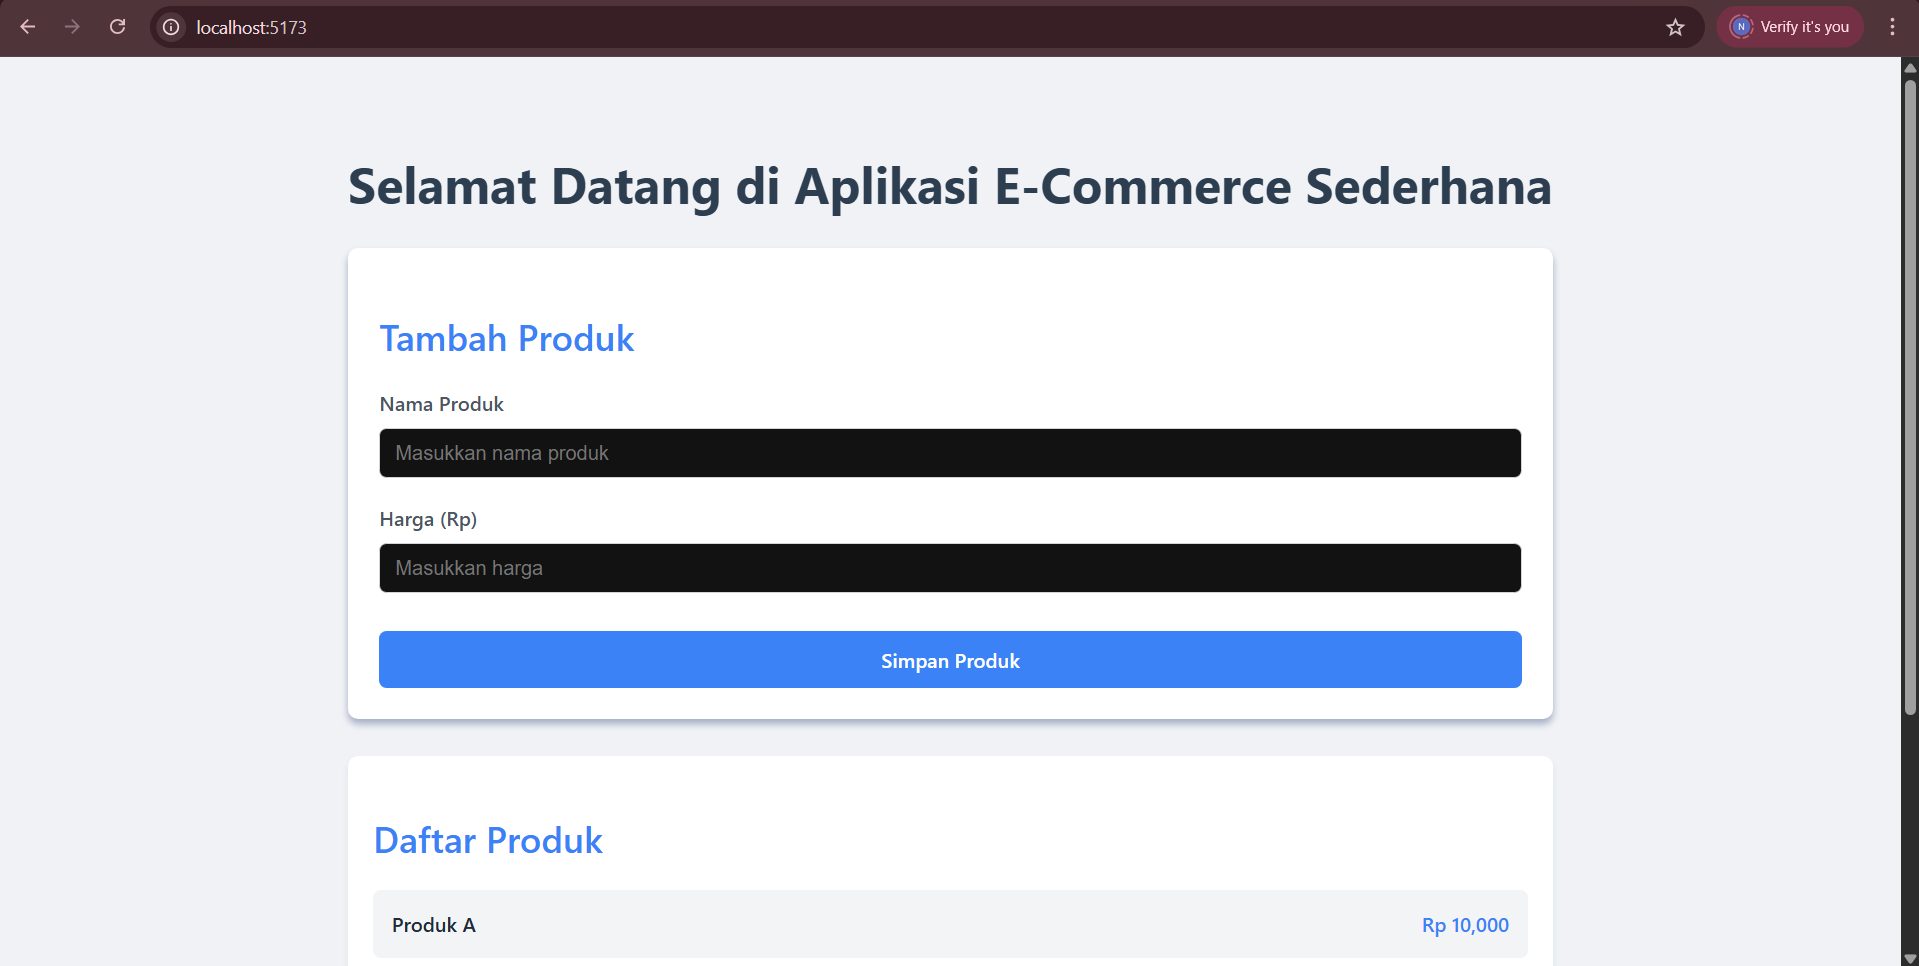 localhost:5173
N
Verify it's you
Selamat Datang di Aplikasi E-Commerce Sederhana
Tambah Produk
Nama Produk
Masukkan nama produk
Harga (Rp)
Masukkan harga
Simpan Produk
Daftar Produk
Produk A
Rp 10,000